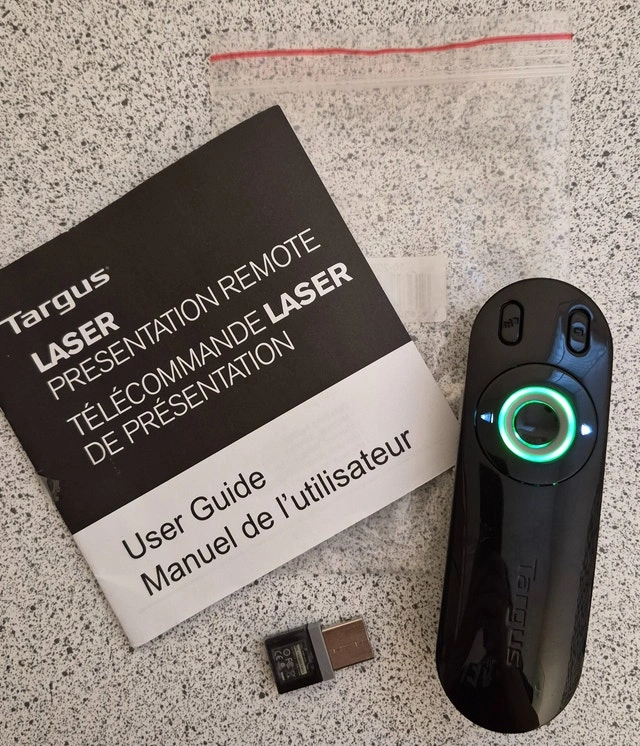 Targus
LASER
PRESENTATION REMOTE
TÉLÉCOMMANDE LASER
DE PRÉSENTATION
User Guide
Manuel de l'utilisateur
Targus